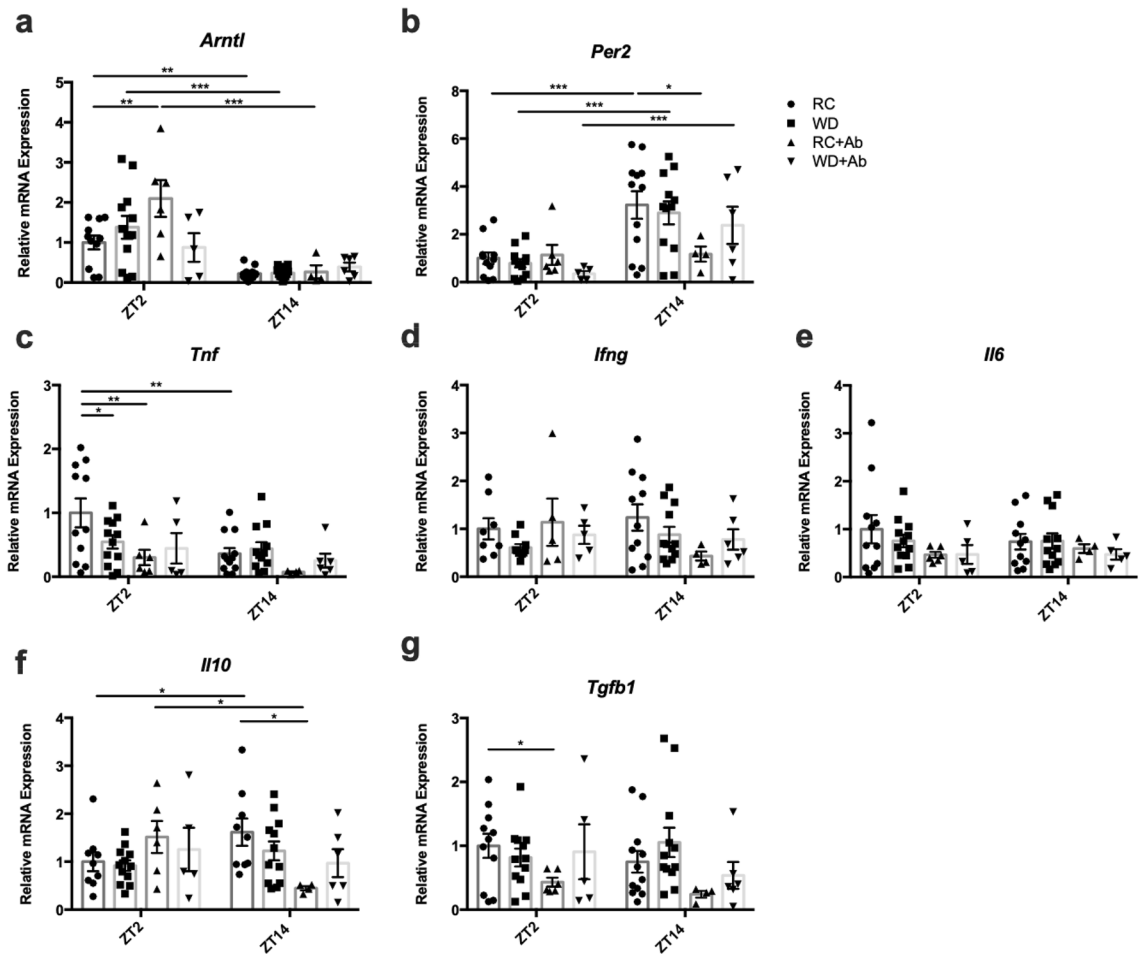 a
Arntl
Relative mRNA Expression
5
4
3
2
1
0
**
***
**
***
ZT2
ZT14
b
Per2
Relative mRNA Expression
8
6
4
2
0
***
*
***
***
ZT2
ZT14
RC
WD
RC+Ab
WD+Ab
c
Tnf
Relative mRNA Expression
3
2
1
0
**
**
*
ZT2
ZT14
d
Ifng
Relative mRNA Expression
4
3
2
1
0
ZT2
ZT14
e
Il6
Relative mRNA Expression
4
3
2
1
0
ZT2
ZT14
f
Il10
Relative mRNA Expression
4
3
2
1
0
*
*
*
ZT2
ZT14
g
Tgfb1
Relative mRNA Expression
3
2
1
0
*
ZT2
ZT14